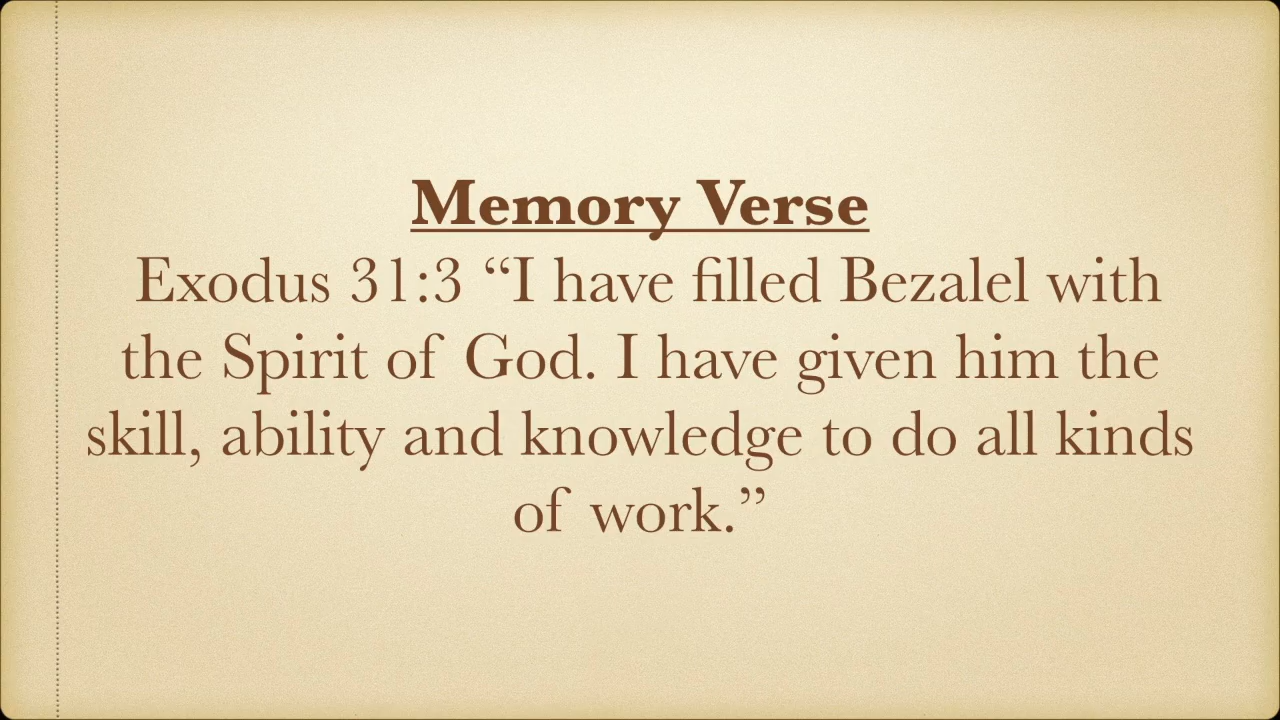 Memory Verse
Exodus 31:3 “I have filled Bezalel with
the Spirit of God. I have given him the
skill, ability and knowledge to do all kinds
of work.”